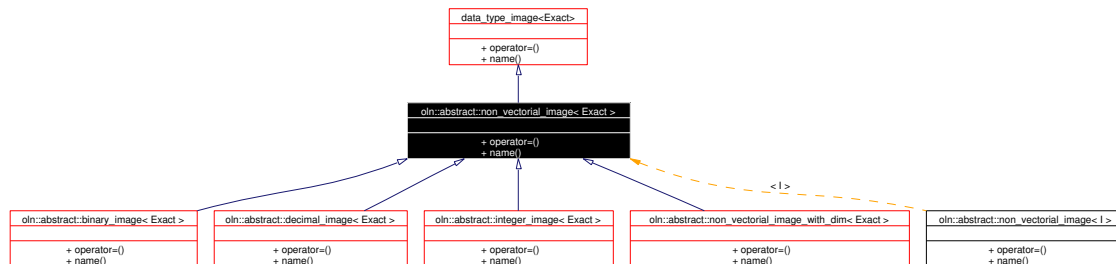 data_type_image<Exact>
+ operator=()
+ name()
oln::abstract::non_vectorial_image< Exact >
+ operator=()
+ name()
< I >
oln::abstract::binary_image< Exact >
+ operator=()
+ name()
oln::abstract::decimal_image< Exact >
+ operator=()
+ name()
oln::abstract::integer_image< Exact >
+ operator=()
+ name()
oln::abstract::non_vectorial_image_with_dim< Exact >
+ operator=()
+ name()
oln::abstract::non_vectorial_image< I >
+ operator=()
+ name()